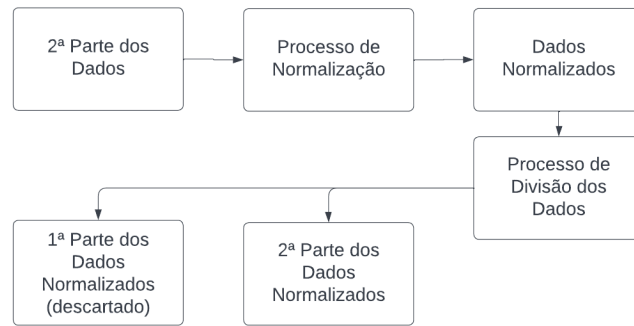 2ª Parte dos
Dados
Processo de
Normalização
Dados
Normalizados
Processo de
Divisão dos
Dados
1ª Parte dos
Dados
Normalizados
(descartado)
2ª Parte dos
Dados
Normalizados